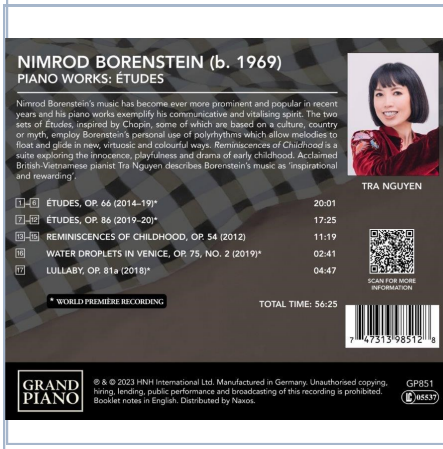 NIMROD BORENSTEIN (b. 1969)
PIANO WORKS: ÉTUDES
Nimrod Borenstein's music has become ever more prominent and popular in recent
years and his piano works exemplify his communicative and vitalising spirit. The two
sets of Études, inspired by Chopin, some of which are based on a culture, country
or myth, employ Borenstein's personal use of polyrhythms which allow melodies to
float and glide in new, virtuosic and colourful ways. Reminiscences of Childhood is a
suite exploring the innocence, playfulness and drama of early childhood. Acclaimed
British-Vietnamese pianist Tra Nguyen describes Borenstein's music as 'inspirational
and rewarding'.
TRA NGUYEN
1–6 ÉTUDES, OP. 66 (2014–19)* 20:01
7–12 ÉTUDES, OP. 86 (2019–20)* 17:25
13–15 REMINISCENCES OF CHILDHOOD, OP. 54 (2012) 11:19
16 WATER DROPLETS IN VENICE, OP. 75, NO. 2 (2019)* 02:41
17 LULLABY, OP. 81a (2018)* 04:47
SCAN FOR MORE
INFORMATION
* WORLD PREMIÈRE RECORDING
TOTAL TIME: 56:25
7 47313 98512 8
GRAND
PIANO
℗ & © 2023 HNH International Ltd. Manufactured in Germany. Unauthorised copying,
hiring, lending, public performance and broadcasting of this recording is prohibited.
Booklet notes in English. Distributed by Naxos.
GP851
LC 05537